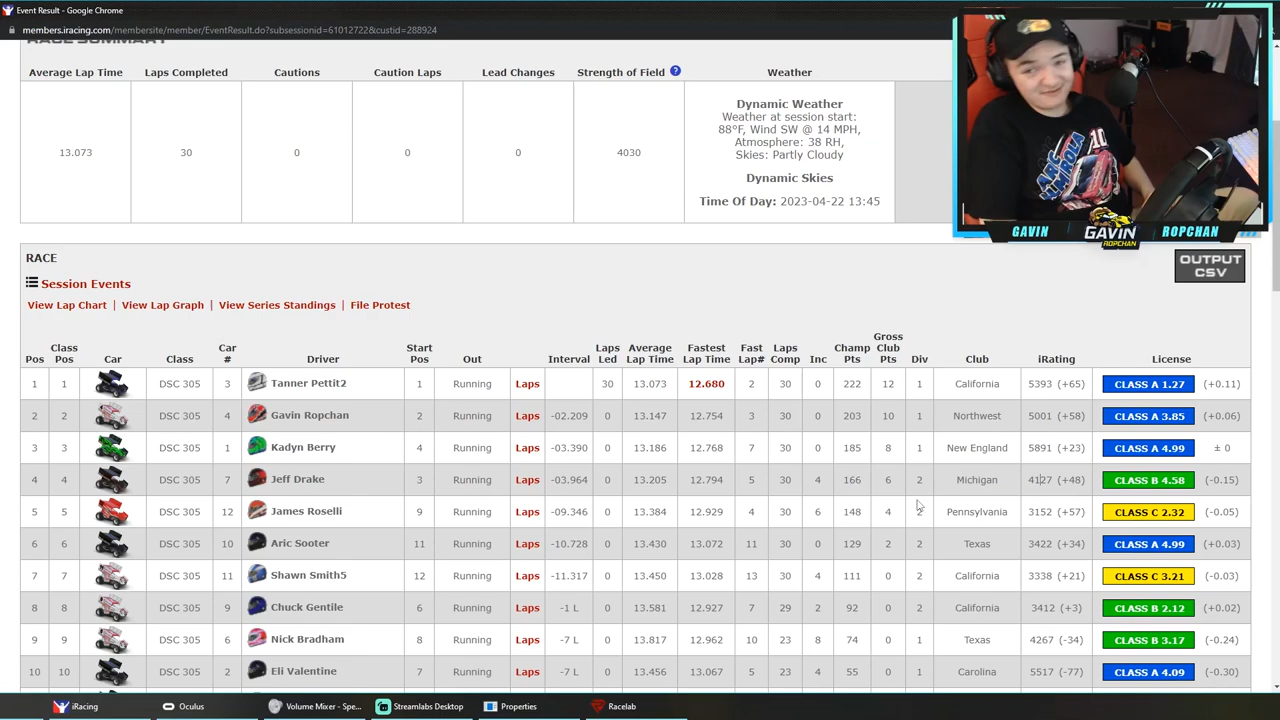 Event Result - Google Chrome
members.iracing.com/membersite/member/EventResult.do?subsessionid=61012722&custid=288924
RACE SUMMARY
Average Lap Time Laps Completed Cautions Caution Laps Lead Changes Strength of Field ? Weather
13.073 30 0 0 0 4030
Dynamic Weather
Weather at session start:
88°F, Wind SW @ 14 MPH,
Atmosphere: 38 RH,
Skies: Partly Cloudy
Dynamic Skies
Time Of Day: 2023-04-22 13:45
ARIC ALMIROLA 10
GAVIN GAVIN ROPCHAN ROPCHAN
RACE
OUTPUT CSV
Session Events
View Lap Chart | View Lap Graph | View Series Standings | File Protest
Pos Class Pos Car Class Car # Driver Start Pos Out Interval Laps Led Average Lap Time Fastest Lap Time Fast Lap# Laps Comp Inc Champ Pts Gross Club Pts Div Club iRating License
1 1 DSC 305 3 Tanner Pettit2 1 Running Laps 30 13.073 12.680 2 30 0 222 12 1 California 5393 (+65) CLASS A 1.27 (+0.11)
2 2 DSC 305 4 Gavin Ropchan 2 Running Laps -02.209 0 13.147 12.754 3 30 0 203 10 1 Northwest 5001 (+58) CLASS A 3.85 (+0.06)
3 3 DSC 305 1 Kadyn Berry 4 Running Laps -03.390 0 13.186 12.768 7 30 0 185 8 1 New England 5891 (+23) CLASS A 4.99 ± 0
4 4 DSC 305 7 Jeff Drake 3 Running Laps -03.964 0 13.205 12.794 5 30 4 166 6 2 Michigan 4127 (+48) CLASS B 4.58 (-0.15)
5 5 DSC 305 12 James Roselli 9 Running Laps -09.346 0 13.384 12.929 4 30 0 148 4 2 Pennsylvania 3152 (+57) CLASS C 2.32 (-0.05)
6 6 DSC 305 10 Aric Sooter 11 Running Laps -10.728 0 13.430 13.072 11 30 0 129 2 2 Texas 3422 (+34) CLASS A 4.99 (+0.03)
7 7 DSC 305 11 Shawn Smith5 12 Running Laps -11.317 0 13.450 13.028 13 30 4 111 0 2 California 3338 (+21) CLASS C 3.21 (-0.03)
8 8 DSC 305 9 Chuck Gentile 6 Running Laps -1 L 0 13.581 12.927 7 29 2 92 0 2 California 3412 (+3) CLASS B 2.12 (+0.02)
9 9 DSC 305 6 Nick Bradham 8 Running Laps -7 L 0 13.817 12.962 10 23 8 74 0 1 Texas 4267 (-34) CLASS B 3.17 (-0.24)
10 10 DSC 305 2 Eli Valentine 7 Running Laps -7 L 0 13.456 13.067 5 23 4 55 0 1 Carolina 5517 (-77) CLASS A 4.09 (-0.30)
iRacing Oculus Volume Mixer - Spe... Streamlabs Desktop Properties Racelab